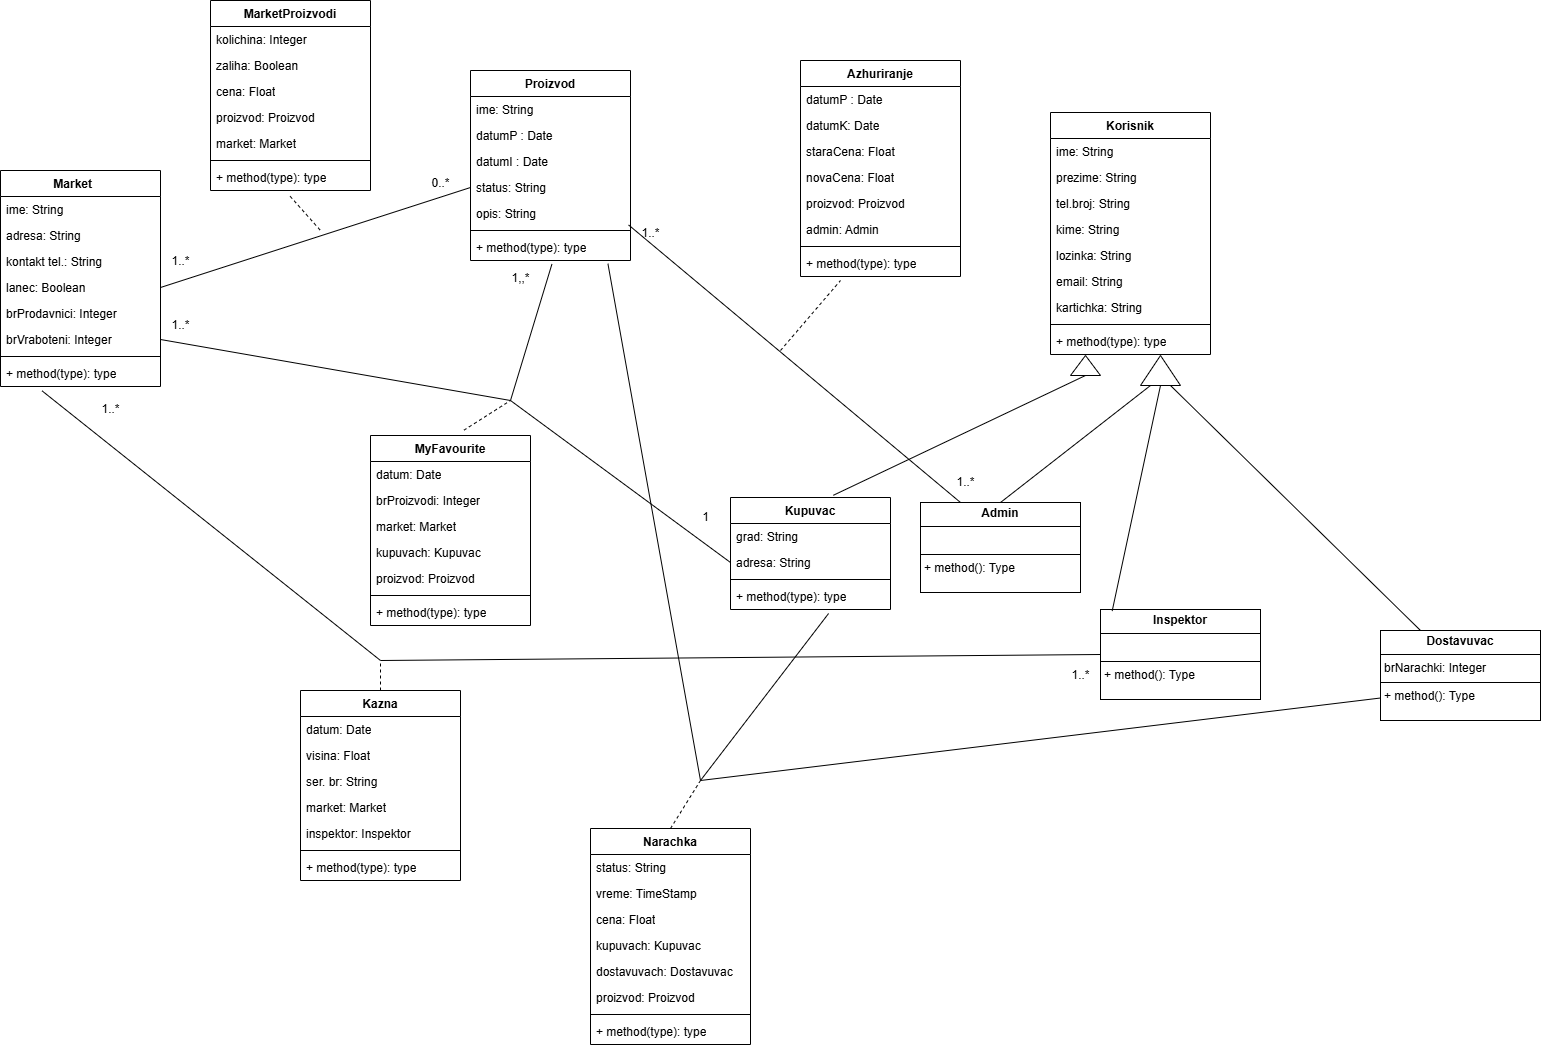 MarketProizvodi
kolichina: Integer
zaliha: Boolean
cena: Float
proizvod: Proizvod
market: Market
+ method(type): type
Proizvod
ime: String
datumP : Date
datumI : Date
status: String
opis: String
+ method(type): type
Azhuriranje
datumP : Date
datumK: Date
staraCena: Float
novaCena: Float
proizvod: Proizvod
admin: Admin
+ method(type): type
Korisnik
ime: String
prezime: String
tel.broj: String
kime: String
lozinka: String
email: String
kartichka: String
+ method(type): type
Market
ime: String
adresa: String
kontakt tel.: String
lanec: Boolean
brProdavnici: Integer
brVraboteni: Integer
+ method(type): type
0..*
1..*
1..*
1,,*
1..*
1..*
MyFavourite
datum: Date
brProizvodi: Integer
market: Market
kupuvach: Kupuvac
proizvod: Proizvod
+ method(type): type
1
Kupuvac
grad: String
adresa: String
+ method(type): type
1..*
Admin
+ method(): Type
Inspektor
+ method(): Type
1..*
Dostavuvac
brNarachki: Integer
+ method(): Type
Kazna
datum: Date
visina: Float
ser. br: String
market: Market
inspektor: Inspektor
+ method(type): type
Narachka
status: String
vreme: TimeStamp
cena: Float
kupuvach: Kupuvac
dostavuvach: Dostavuvac
proizvod: Proizvod
+ method(type): type